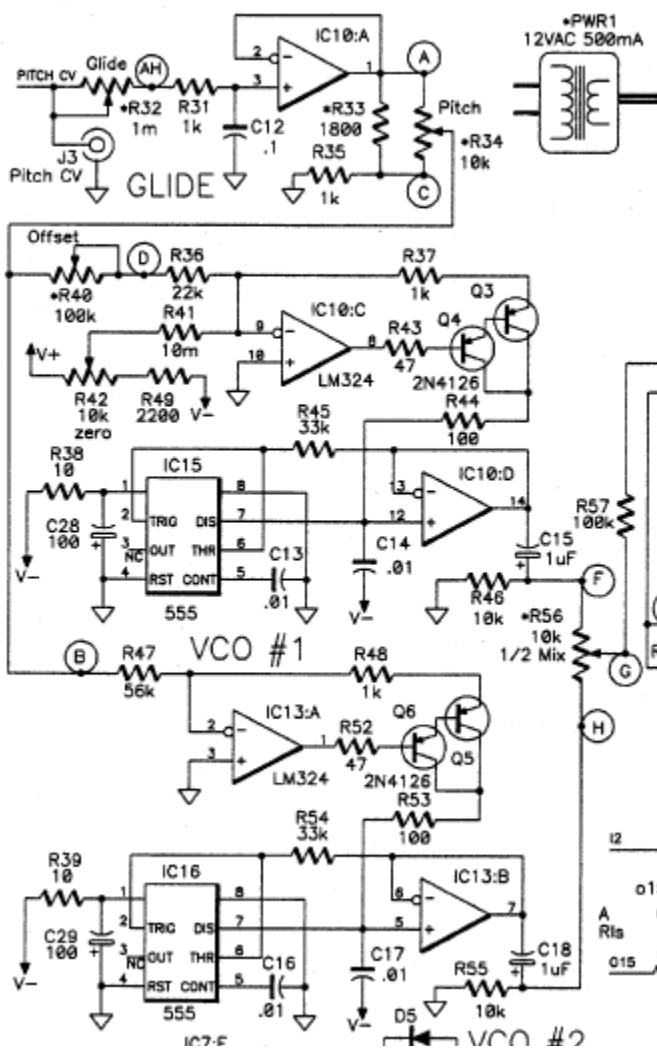 IC10:A
*PWR1
12VAC 500mA
Glide
AH
2
1
A
PITCH CV
3
*R32
1m
R31
1k
C12
.1
*R33
1800
Pitch
*R34
10k
J3
Pitch CV
GLIDE
R35
1k
C
Offset
D
R36
22k
R37
1k
Q3
*R40
100k
R41
10m
IC10:C
9
10
8
R43
47
Q4
V+
LM324
2N4126
R42
10k
zero
R49
2200
V-
R45
33k
R44
100
R38
10
IC15
IC10:D
1
8
13
14
R57
100k
2
TRIG
DIS
7
12
C28
100
3
NC
OUT
THR
6
C13
.01
C14
.01
C15
1uF
V-
4
RST
CONT
5
V-
R46
10k
F
555
*R56
10k
1/2 Mix
G
VCO #1
B
R47
56k
R48
1k
2
IC13:A
3
1
R52
47
Q6
Q5
H
LM324
2N4126
R54
33k
R53
100
R39
10
IC16
IC13:B
12
1
8
6
7
2
TRIG
DIS
7
5
A
RIs
C29
100
3
NC
OUT
THR
6
C16
.01
C17
.01
C18
1uF
015
V-
4
RST
CONT
5
R55
10k
555
V-
D5
VCO #2
IC7:F